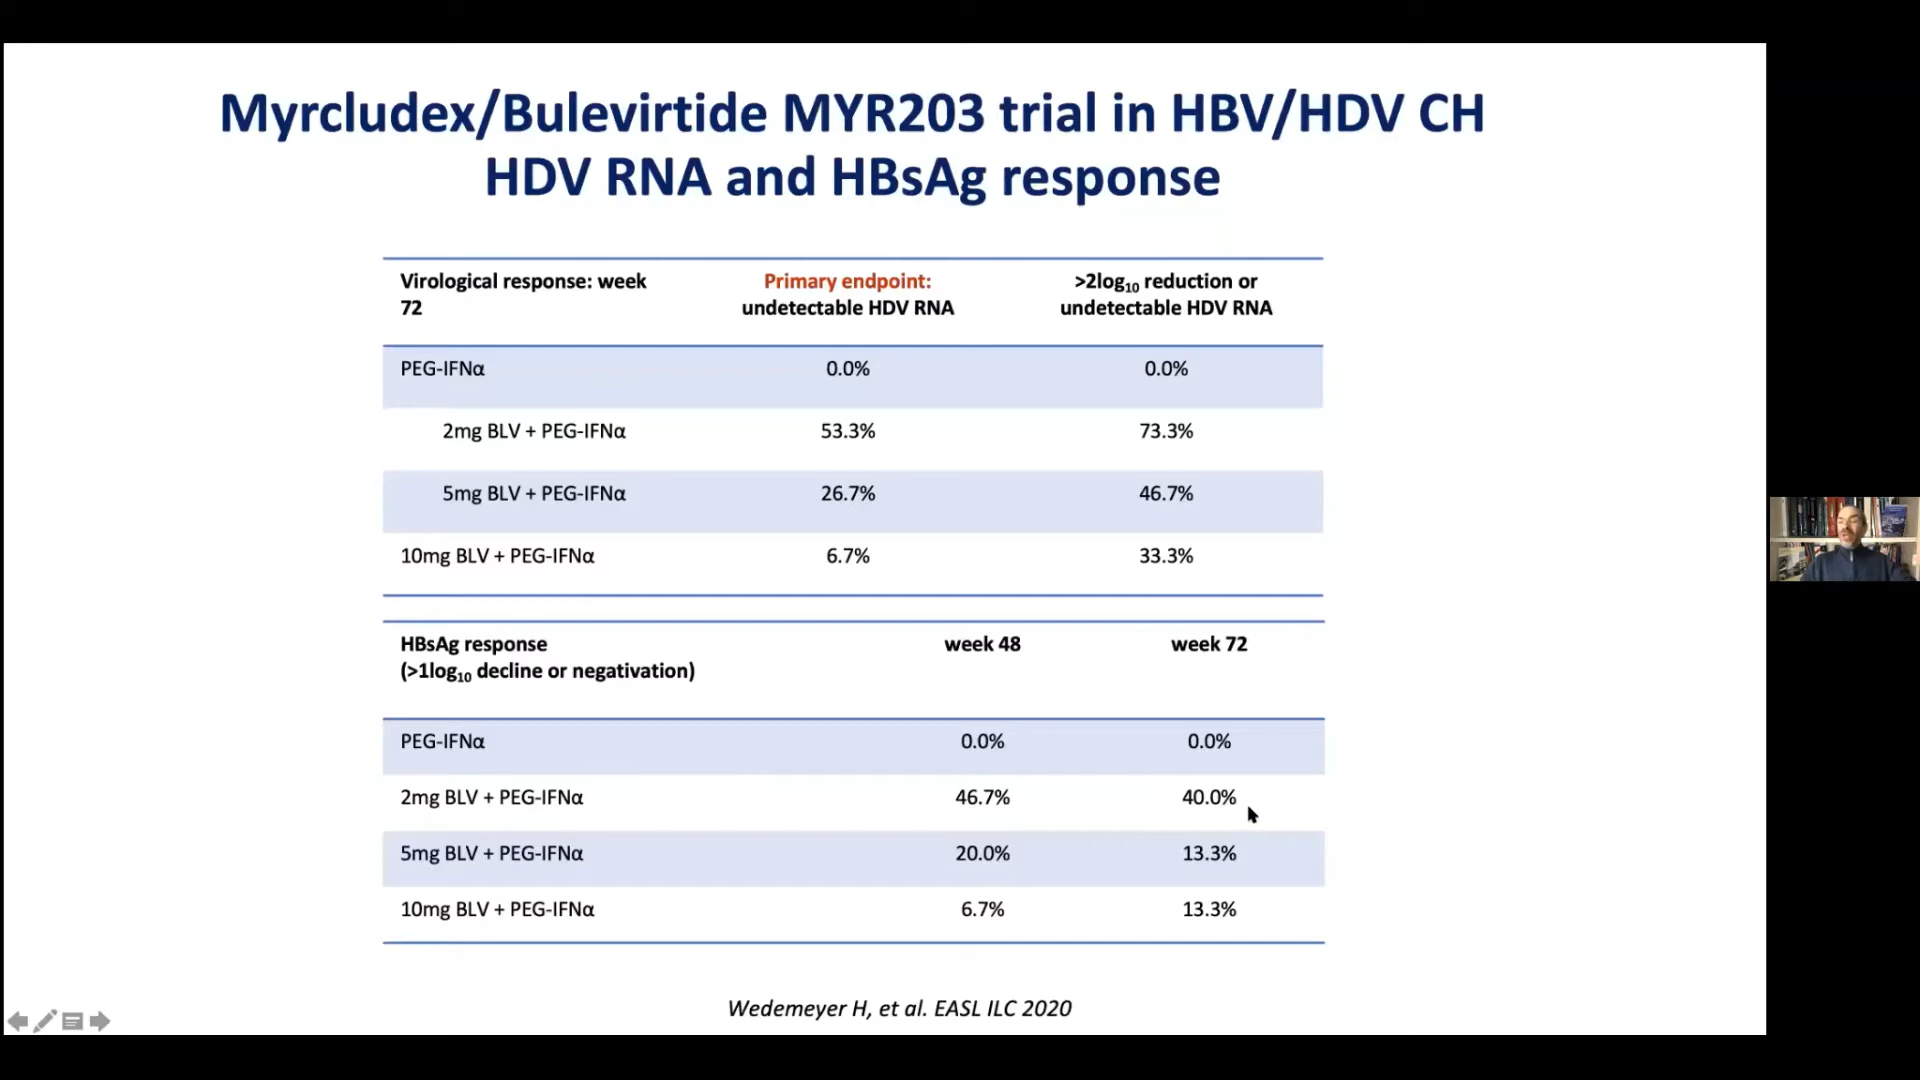 Myrcludex/Bulevirtide MYR203 trial in HBV/HDV CH
HDV RNA and HBsAg response
Virological response: week 72 Primary endpoint: undetectable HDV RNA >2log₁₀ reduction or undetectable HDV RNA
PEG-IFNα 0.0% 0.0%
2mg BLV + PEG-IFNα 53.3% 73.3%
5mg BLV + PEG-IFNα 26.7% 46.7%
10mg BLV + PEG-IFNα 6.7% 33.3%
HBsAg response week 48 week 72
(>1log₁₀ decline or negativation)
PEG-IFNα 0.0% 0.0%
2mg BLV + PEG-IFNα 46.7% 40.0%
5mg BLV + PEG-IFNα 20.0% 13.3%
10mg BLV + PEG-IFNα 6.7% 13.3%
Wedemeyer H, et al. EASL ILC 2020